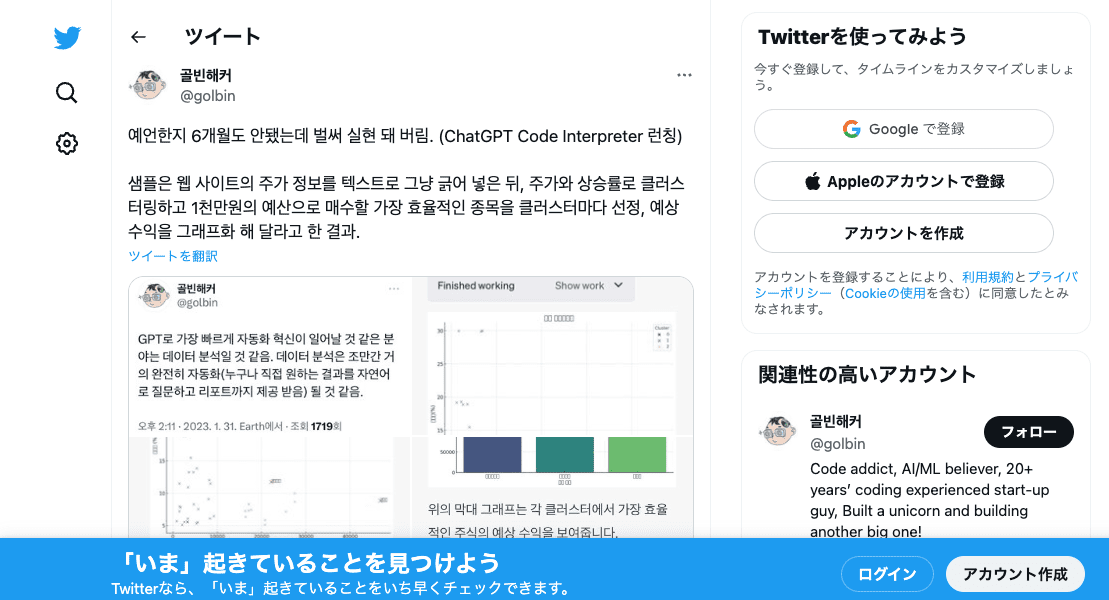 ツイート
골빈해커
@golbin
예언한지 6개월도 안됐는데 벌써 실현 돼 버림. (ChatGPT Code Interpreter 런칭)
샘플은 웹 사이트의 주가 정보를 텍스트로 그냥 긁어 넣은 뒤, 주가와 상승률로 클러스
터링하고 1천만원의 예산으로 매수할 가장 효율적인 종목을 클러스터마다 선정, 예상
수익을 그래프화 해 달라고 한 결과.
ツイートを翻訳
골빈해커
@golbin
GPT로 가장 빠르게 자동화 혁신이 일어날 것 같은 분
야는 데이터 분석일 것 같음. 데이터 분석은 조만간 거
의 완전히 자동화(누구나 직접 원하는 결과를 자연어
로 질문하고 리포트까지 제공 받음) 될 것 같음.
오후 2:11 · 2023. 1. 31. Earth에서 · 조회 1719회
15
10
5
0
10000
20000
30000
40000
Finished working
Show work
Cluster
30
25
20
15
50000
0
위의 막대 그래프는 각 클러스터에서 가장 효율
적인 주식의 예상 수익을 보여줍니다.
Twitterを使ってみよう
今すぐ登録して、タイムラインをカスタマイズしましょ
う。
Google で登録
Appleのアカウントで登録
アカウントを作成
アカウントを登録することにより、利用規約とプライバ
シーポリシー（Cookieの使用を含む）に同意したとみ
なされます。
関連性の高いアカウント
골빈해커
@golbin
フォロー
Code addict, AI/ML believer, 20+
years’ coding experienced start-up
guy, Built a unicorn and building
another big one!
「いま」起きていることを見つけよう
Twitterなら、「いま」起きていることをいち早くチェックできます。
ログイン
アカウント作成